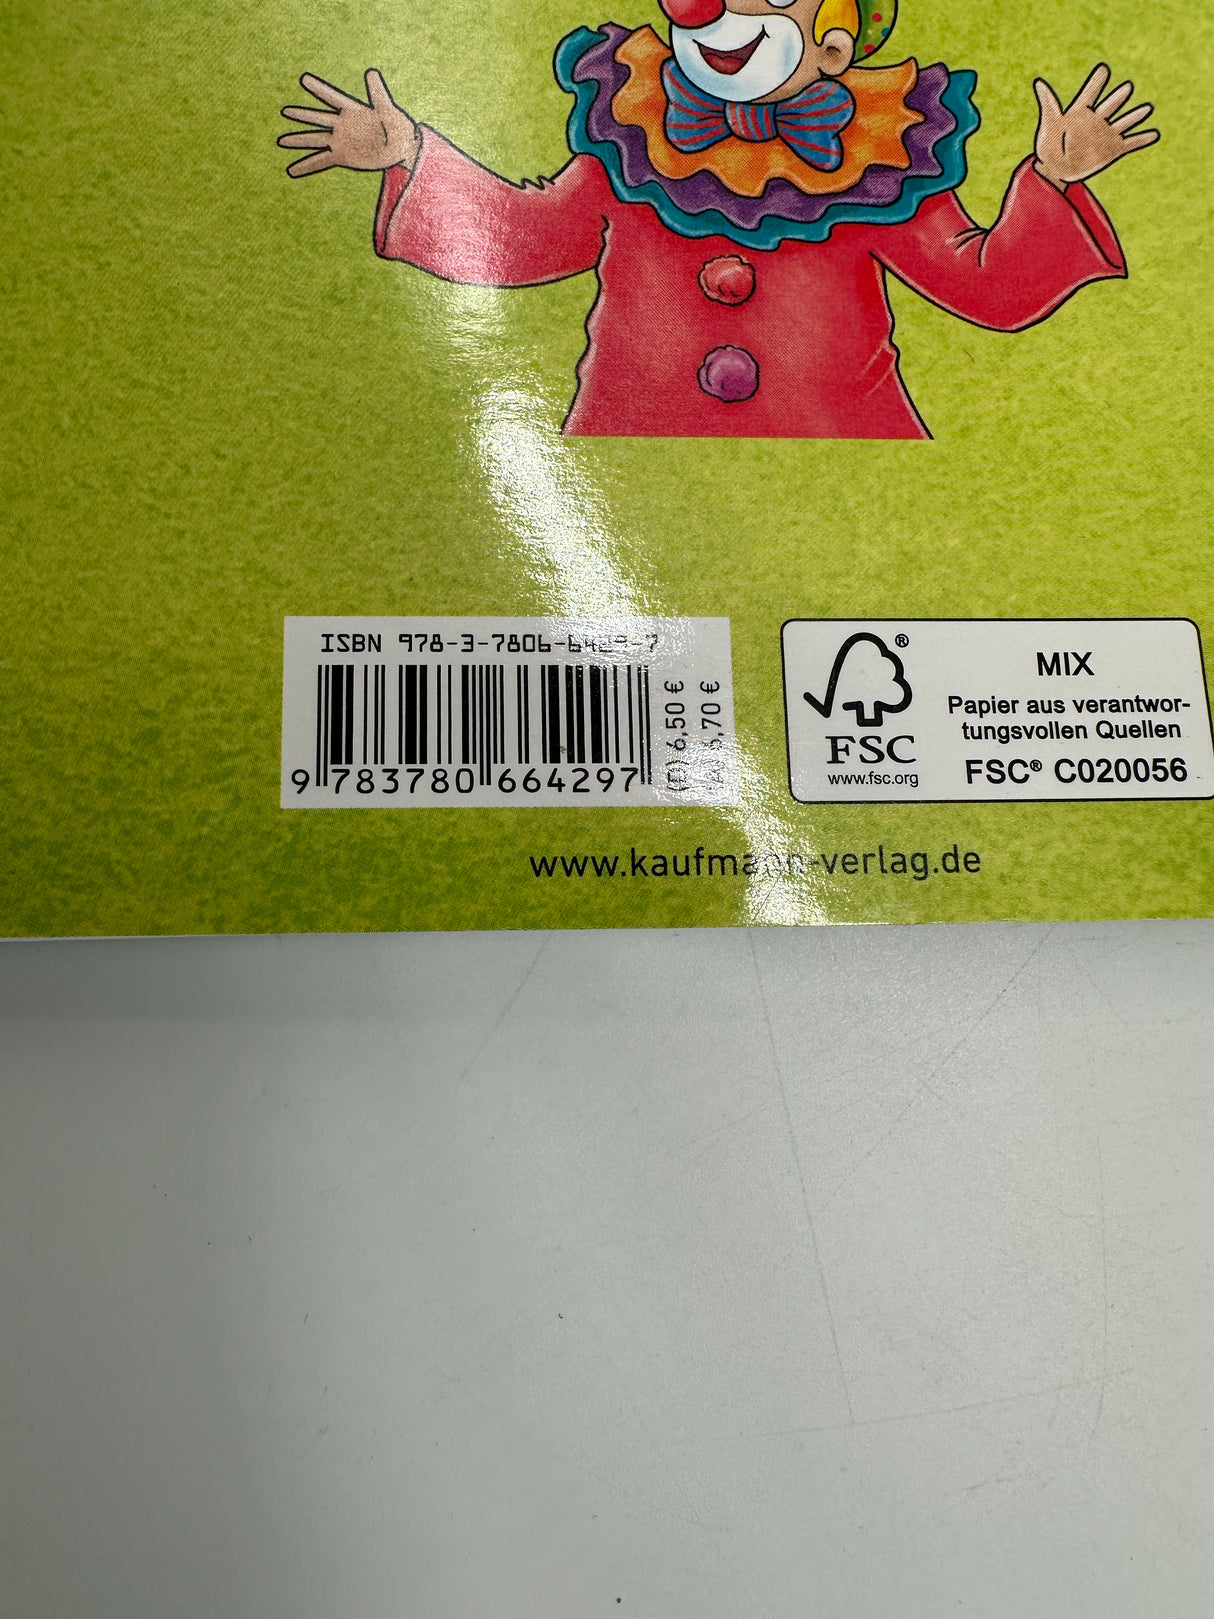 ISBN 978-3-7806-6429-7
9 783780 664297
(D) 6,50 €
(A) 6,70 €
FSC®
www.fsc.org
MIX
Papier aus verantwor-
tungsvollen Quellen
FSC® C020056
www.kaufmann-verlag.de